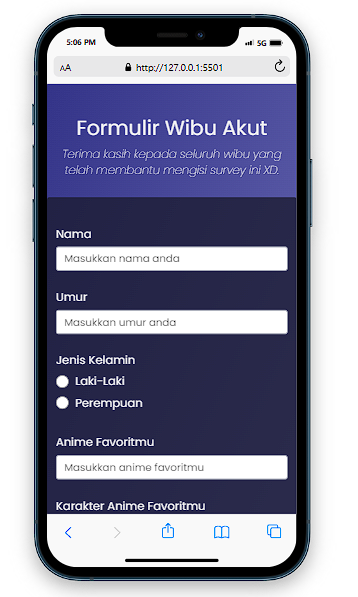 5:06 PM
5G
AA
http://127.0.0.1:5501
Formulir Wibu Akut
Terima kasih kepada seluruh wibu yang
telah membantu mengisi survey ini XD.
Nama
Masukkan nama anda
Umur
Masukkan umur anda
Jenis Kelamin
Laki-Laki
Perempuan
Anime Favoritmu
Masukkan anime favoritmu
Karakter Anime Favoritmu